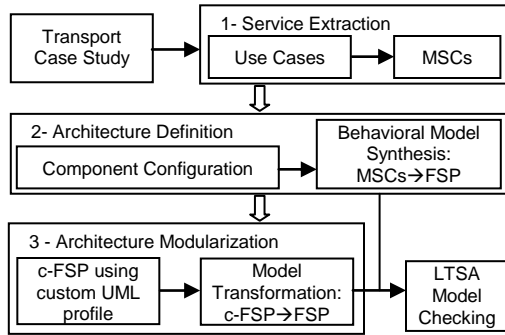 1- Service Extraction
Transport
Case Study
Use Cases
MSCs
2- Architecture Definition
Component Configuration
Behavioral Model
Synthesis:
MSCs→FSP
3 - Architecture Modularization
c-FSP using
custom UML
profile
Model
Transformation:
c-FSP→FSP
LTSA
Model
Checking